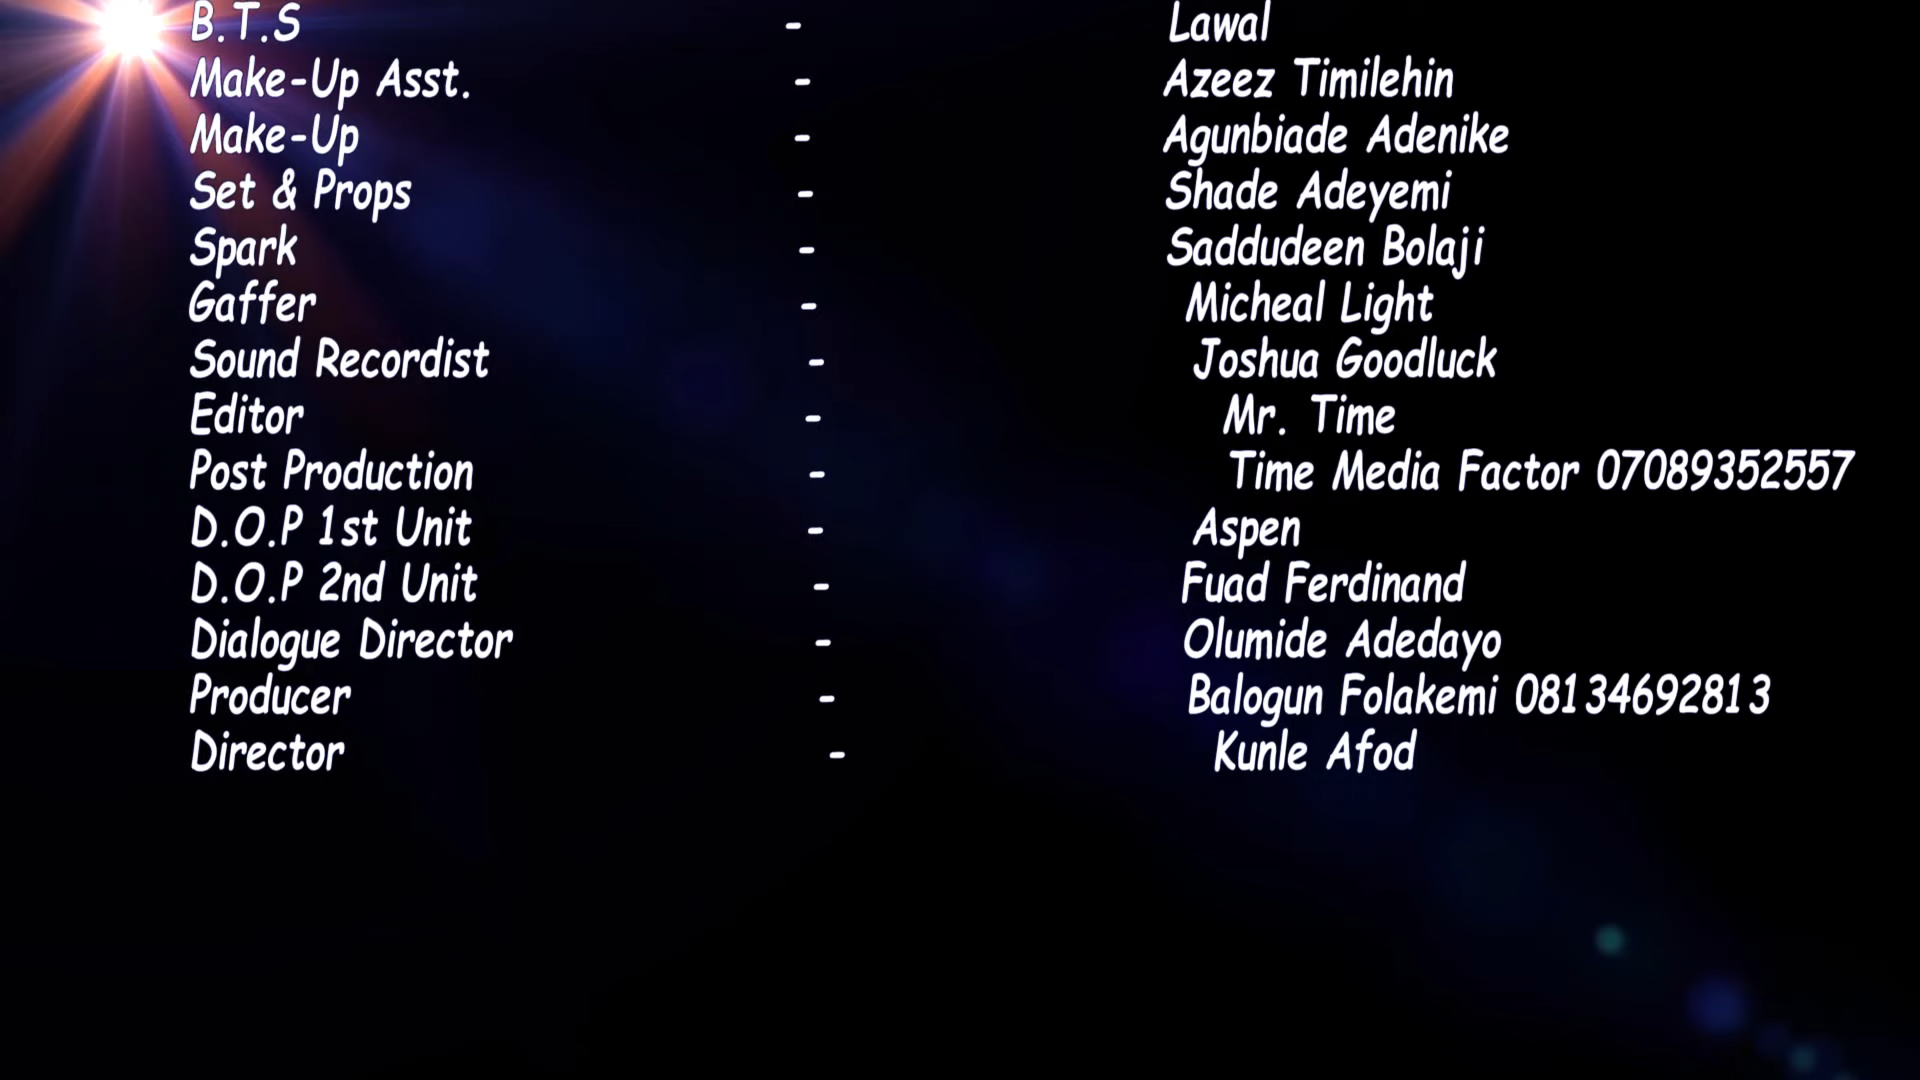 B.T.S - Lawal
Make-Up Asst. - Azeez Timilehin
Make-Up - Agunbiade Adenike
Set & Props - Shade Adeyemi
Spark - Saddudeen Bolaji
Gaffer - Micheal Light
Sound Recordist - Joshua Goodluck
Editor - Mr. Time
Post Production - Time Media Factor 07089352557
D.O.P 1st Unit - Aspen
D.O.P 2nd Unit - Fuad Ferdinand
Dialogue Director - Olumide Adedayo
Producer - Balogun Folakemi 08134692813
Director - Kunle Afod